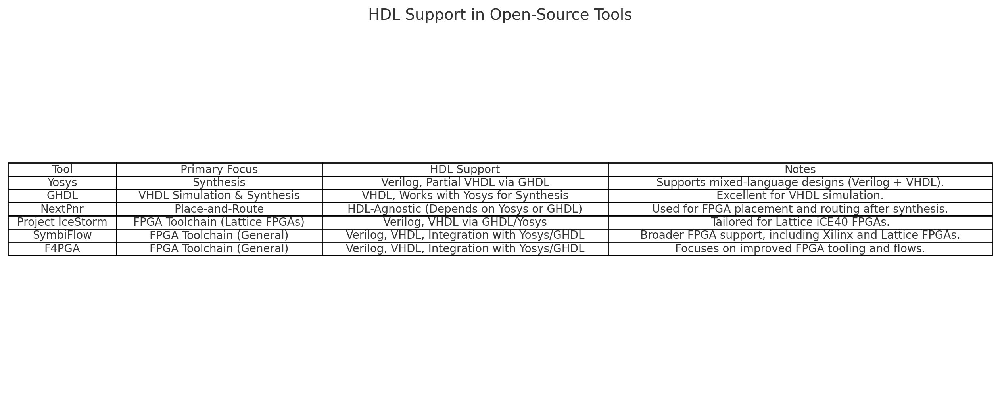 HDL Support in Open-Source Tools
Tool Primary Focus HDL Support Notes
Yosys Synthesis Verilog, Partial VHDL via GHDL Supports mixed-language designs (Verilog + VHDL).
GHDL VHDL Simulation & Synthesis VHDL, Works with Yosys for Synthesis Excellent for VHDL simulation.
NextPnr Place-and-Route HDL-Agnostic (Depends on Yosys or GHDL) Used for FPGA placement and routing after synthesis.
Project IceStorm FPGA Toolchain (Lattice FPGAs) Verilog, VHDL via GHDL/Yosys Tailored for Lattice iCE40 FPGAs.
SymbiFlow FPGA Toolchain (General) Verilog, VHDL, Integration with Yosys/GHDL Broader FPGA support, including Xilinx and Lattice FPGAs.
F4PGA FPGA Toolchain (General) Verilog, VHDL, Integration with Yosys/GHDL Focuses on improved FPGA tooling and flows.